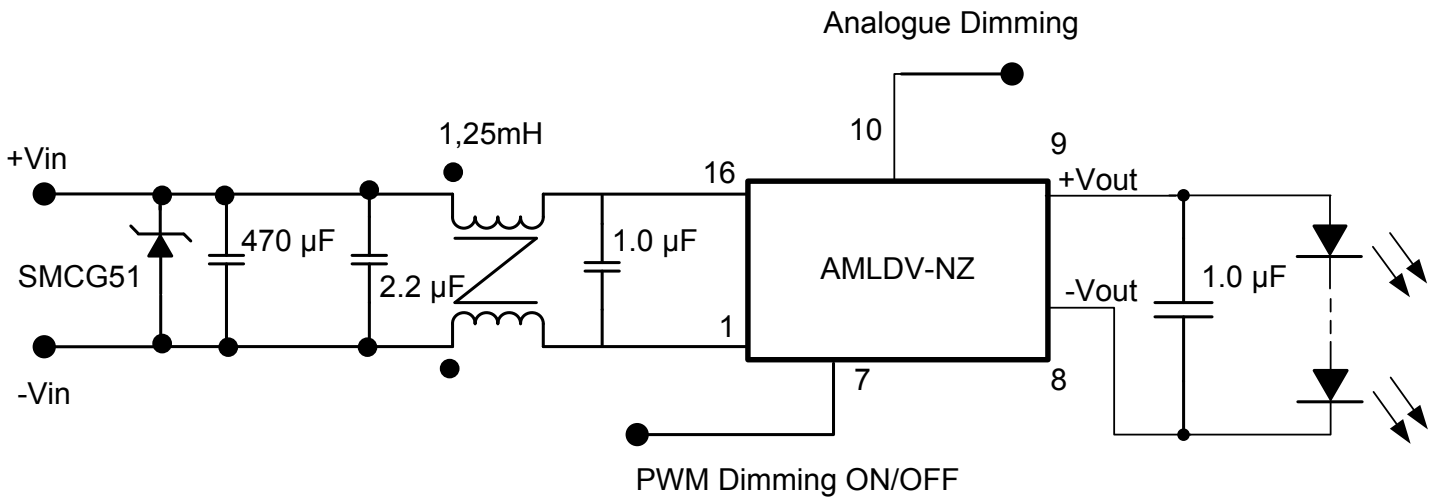 Analogue Dimming
1,25mH
10
9
+Vin
16
+Vout
470 µF
1.0 µF
SMCG51
2.2 µF
AMLDV-NZ
1.0 µF
-Vout
1
7
8
-Vin
PWM Dimming ON/OFF